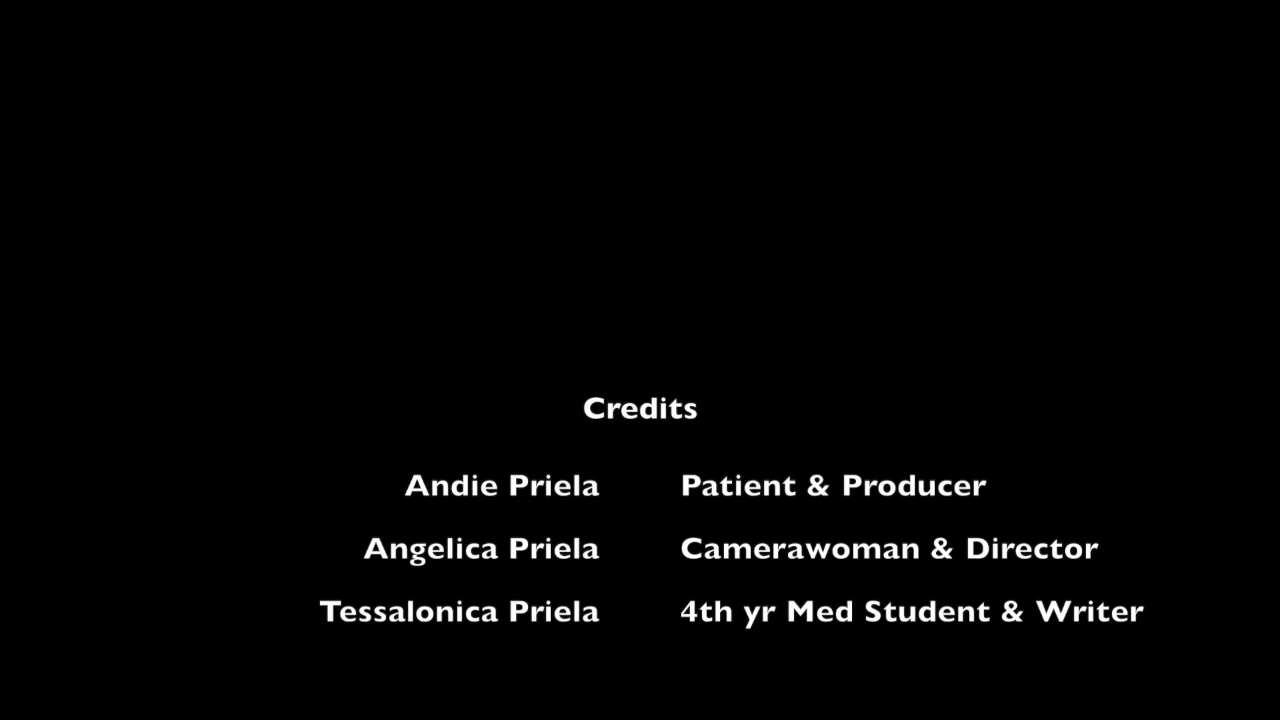 Credits
Andie Priela Patient & Producer
Angelica Priela Camerawoman & Director
Tessalonica Priela 4th yr Med Student & Writer